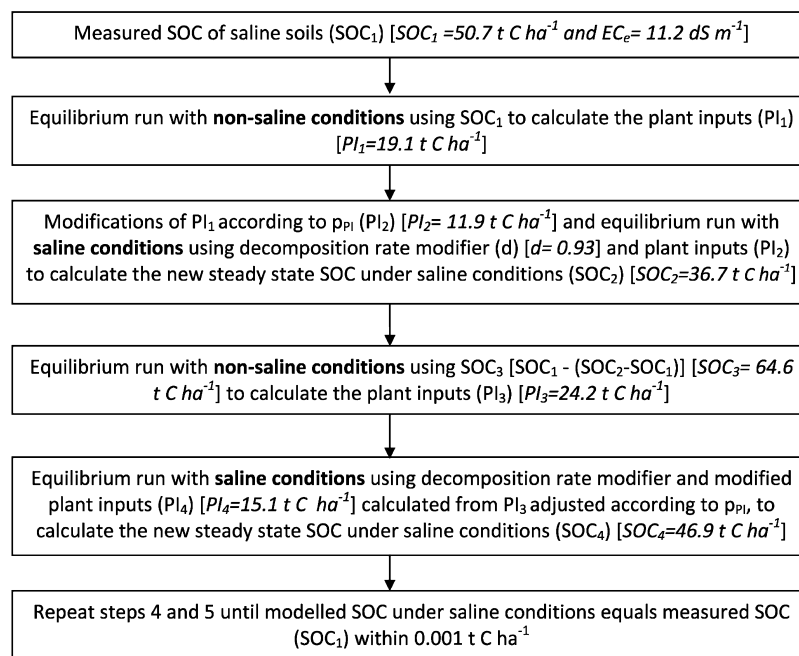 Measured SOC of saline soils (SOC₁) [SOC₁ =50.7 t C ha⁻¹ and ECₑ= 11.2 dS m⁻¹]
Equilibrium run with non-saline conditions using SOC₁ to calculate the plant inputs (PI₁)
[PI₁=19.1 t C ha⁻¹]
Modifications of PI₁ according to pPI (PI₂) [PI₂= 11.9 t C ha⁻¹] and equilibrium run with
saline conditions using decomposition rate modifier (d) [d= 0.93] and plant inputs (PI₂)
to calculate the new steady state SOC under saline conditions (SOC₂) [SOC₂=36.7 t C ha⁻¹]
Equilibrium run with non-saline conditions using SOC₃ [SOC₁ - (SOC₂-SOC₁)] [SOC₃= 64.6
t C ha⁻¹] to calculate the plant inputs (PI₃) [PI₃=24.2 t C ha⁻¹]
Equilibrium run with saline conditions using decomposition rate modifier and modified
plant inputs (PI₄) [PI₄=15.1 t C ha⁻¹] calculated from PI₃ adjusted according to pPI, to
calculate the new steady state SOC under saline conditions (SOC₄) [SOC₄=46.9 t C ha⁻¹]
Repeat steps 4 and 5 until modelled SOC under saline conditions equals measured SOC
(SOC₁) within 0.001 t C ha⁻¹